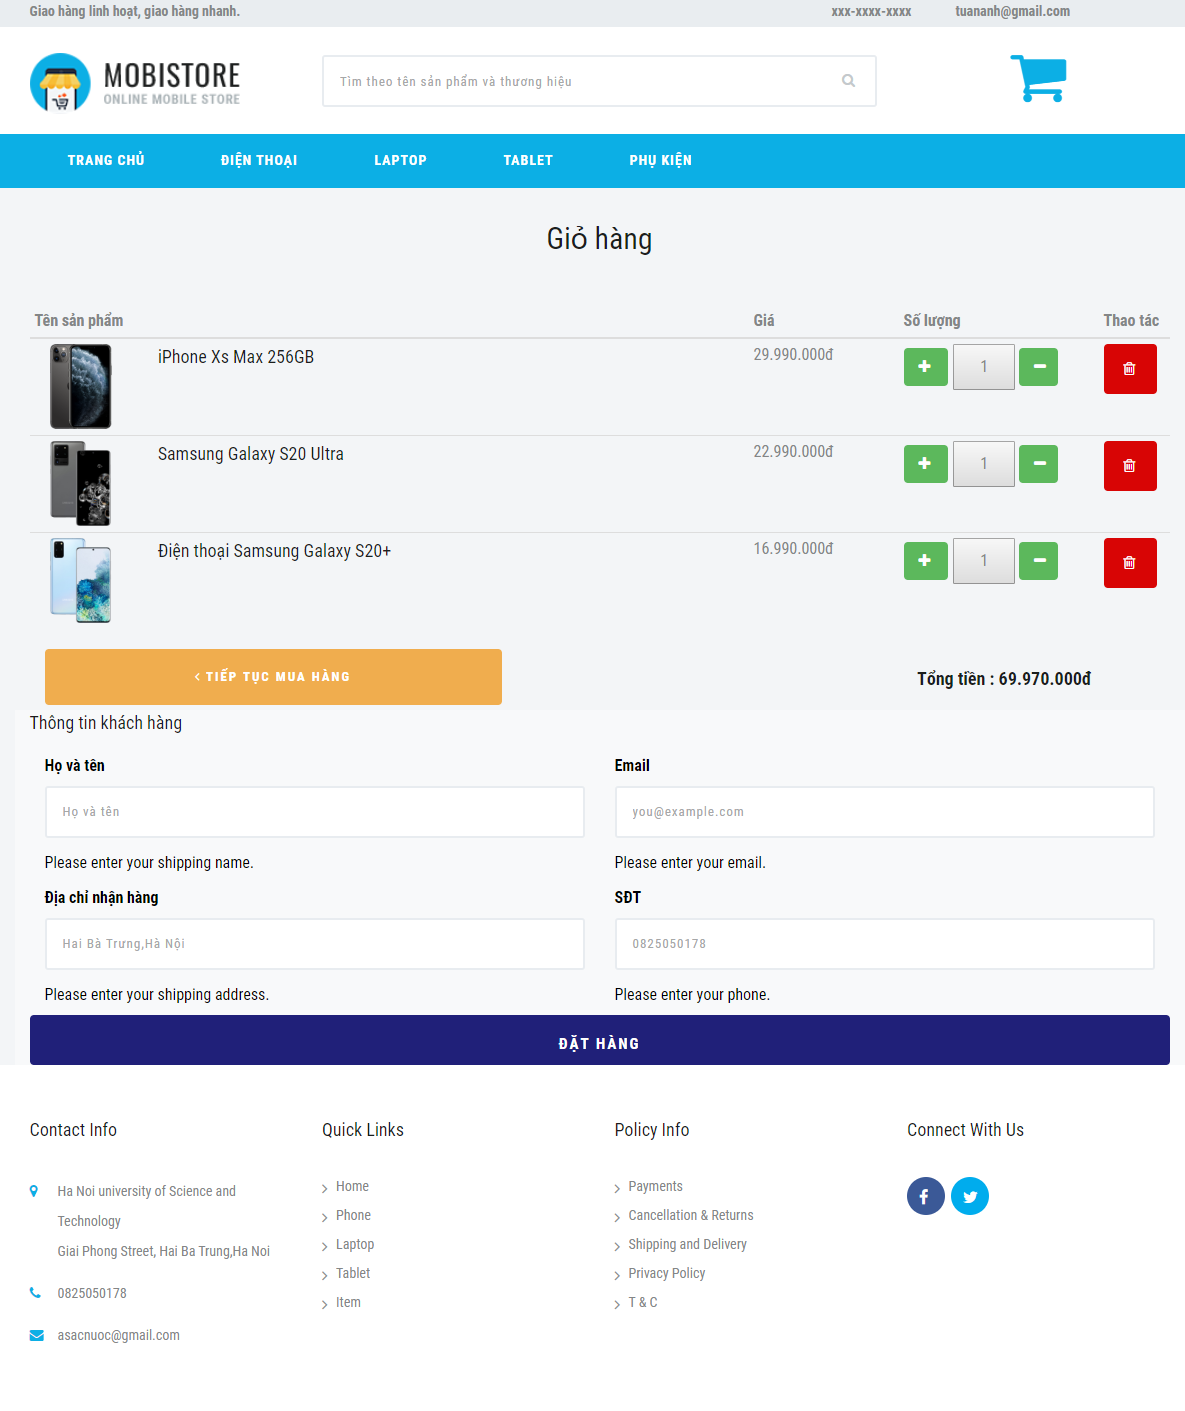 Giao hàng linh hoạt, giao hàng nhanh. xxx-xxxx-xxxx tuananh@gmail.com
MOBISTORE
ONLINE MOBILE STORE
Tìm theo tên sản phẩm và thương hiệu
TRANG CHỦ ĐIỆN THOẠI LAPTOP TABLET PHỤ KIỆN
Giỏ hàng
Tên sản phẩm Giá Số lượng Thao tác
iPhone Xs Max 256GB 29.990.000đ 1
Samsung Galaxy S20 Ultra 22.990.000đ 1
Điện thoại Samsung Galaxy S20+ 16.990.000đ 1
TIẾP TỤC MUA HÀNG Tổng tiền : 69.970.000đ
Thông tin khách hàng
Họ và tên Email
Họ và tên you@example.com
Please enter your shipping name. Please enter your email.
Địa chỉ nhận hàng SĐT
Hai Bà Trưng,Hà Nội 0825050178
Please enter your shipping address. Please enter your phone.
ĐẶT HÀNG
Contact Info
Ha Noi university of Science and
Technology
Giai Phong Street, Hai Ba Trung,Ha Noi
0825050178
asacnuoc@gmail.com
Quick Links
Home
Phone
Laptop
Tablet
Item
Policy Info
Payments
Cancellation & Returns
Shipping and Delivery
Privacy Policy
T & C
Connect With Us